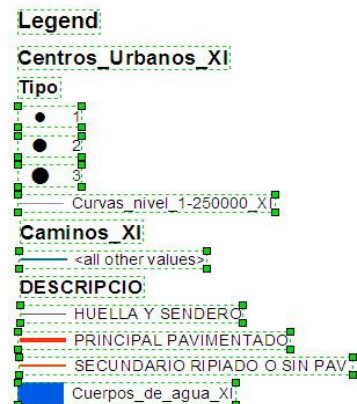 Legend
Centros_Urbanos_XI
Tipo
1
2
3
Curvas_nivel_1-250000_XI
Caminos_XI
<all other values>
DESCRIPCIO
HUELLA Y SENDERO
PRINCIPAL PAVIMENTADO
SECUNDARIO RIPIADO O SIN PAV
Cuerpos_de_agua_XI